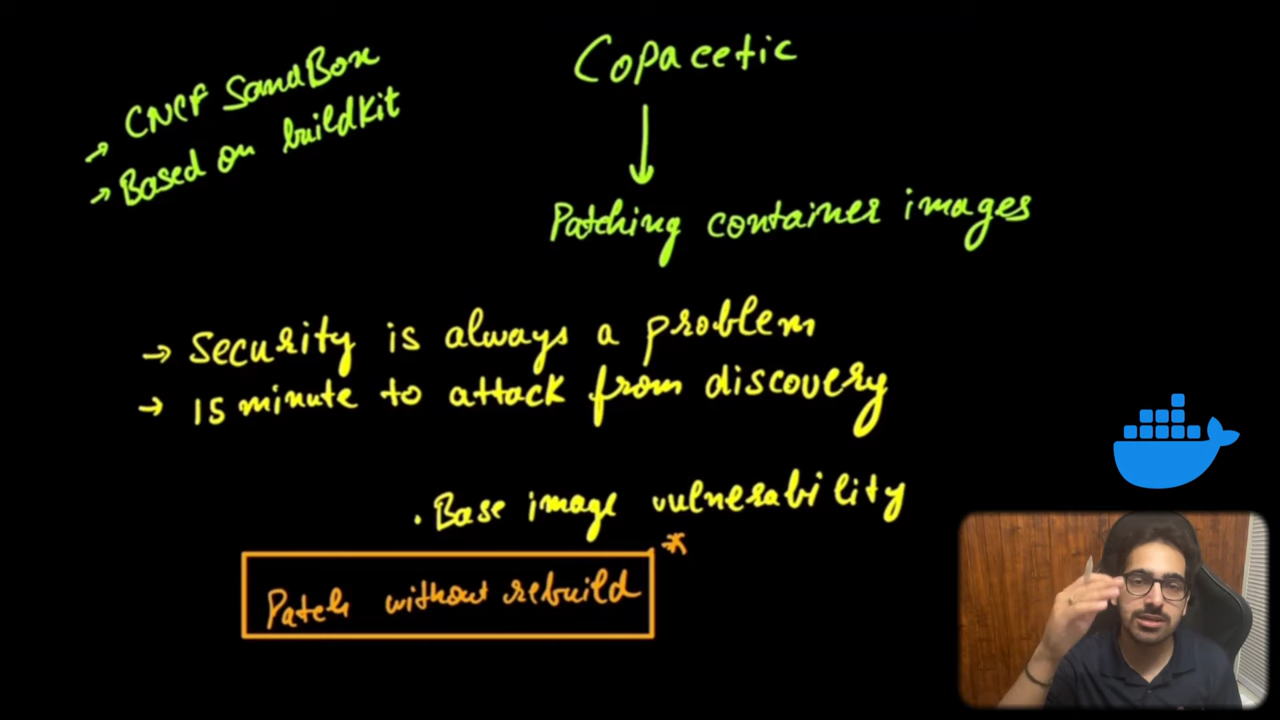 → CNCF SandBox
→ Based on buildkit
Copacetic
Patching container images
→ Security is always a problem
→ 15 minute to attack from discovery
. Base image vulnerability
Patch without rebuild *